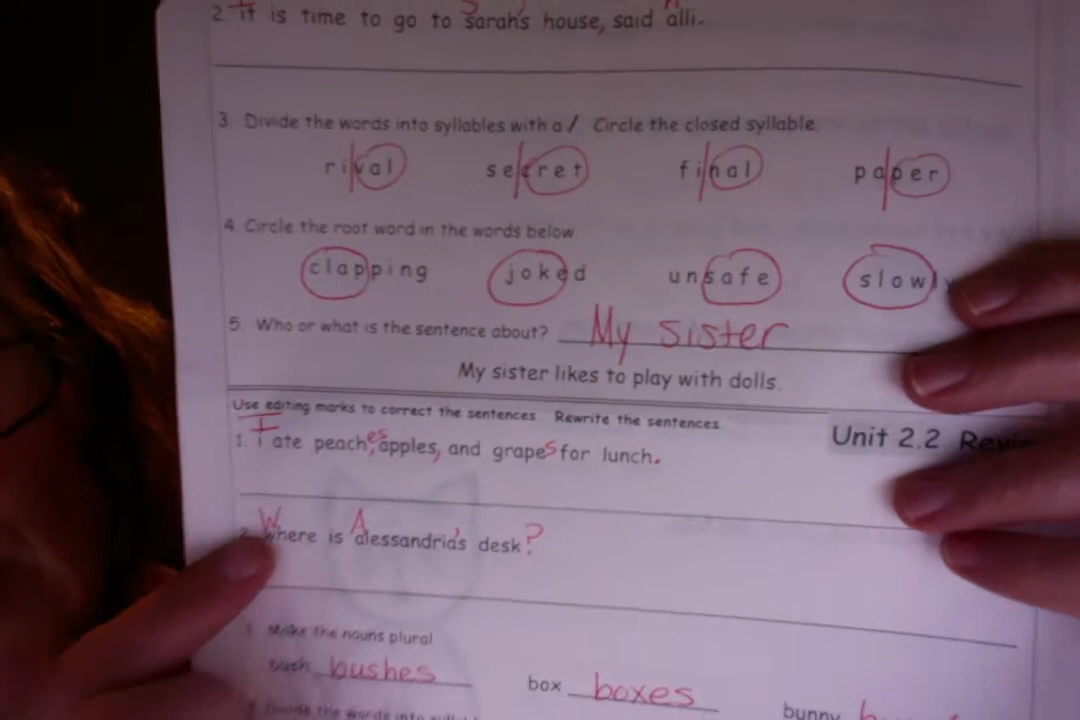 2. it is time to go to sarah's house, said alli.
3. Divide the words into syllables with a /. Circle the closed syllable.
rival secret final paper
4. Circle the root word in the words below.
clapping joked unsafe slowly
5. Who or what is the sentence about? My sister
My sister likes to play with dolls.
Use editing marks to correct the sentences. Rewrite the sentences.
Unit 2.2
1. I ate peaches, apples, and grapes for lunch.
2. Where is Alessandria's desk?
3. Make the nouns plural
bush bushes box boxes bunny